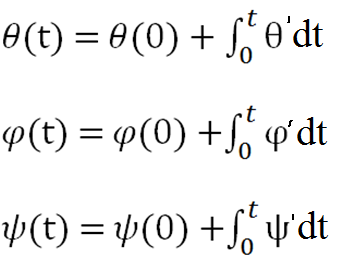 θ(t) = θ(0) + ∫₀ᵗ θ'dt
φ(t) = φ(0) +∫₀ᵗ φ'dt
ψ(t) = ψ(0) +∫₀ᵗ ψ'dt